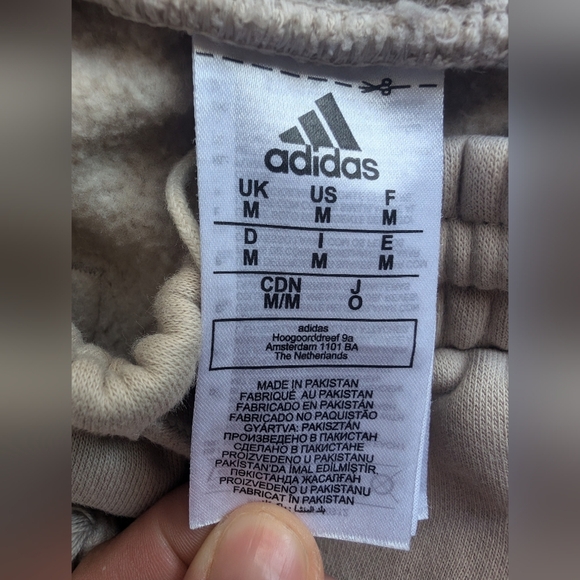 adidas
UK US F
M M M
D I E
M M M
CDN J
M/M O
adidas
Hoogoorddreef 9a
Amsterdam 1101 BA
The Netherlands
MADE IN PAKISTAN
FABRIQUÉ AU PAKISTAN
FABRICADO EN PAKISTÁN
FABRICADO NO PAQUISTÃO
GYÁRTVA: PAKISZTÁN
ПРОИЗВЕДЕНО В ПАКИСТАН
СДЕЛАНО В ПАКИСТАНЕ
PROIZVEDENO V PAKISTANU
PAKISTAN'DA İMAL EDİLMİŞTİR
ПӘКІСТАНДА ЖАСАЛҒАН
PROIZVEDENO U PAKISTANU
FABRICAT ÎN PAKISTAN